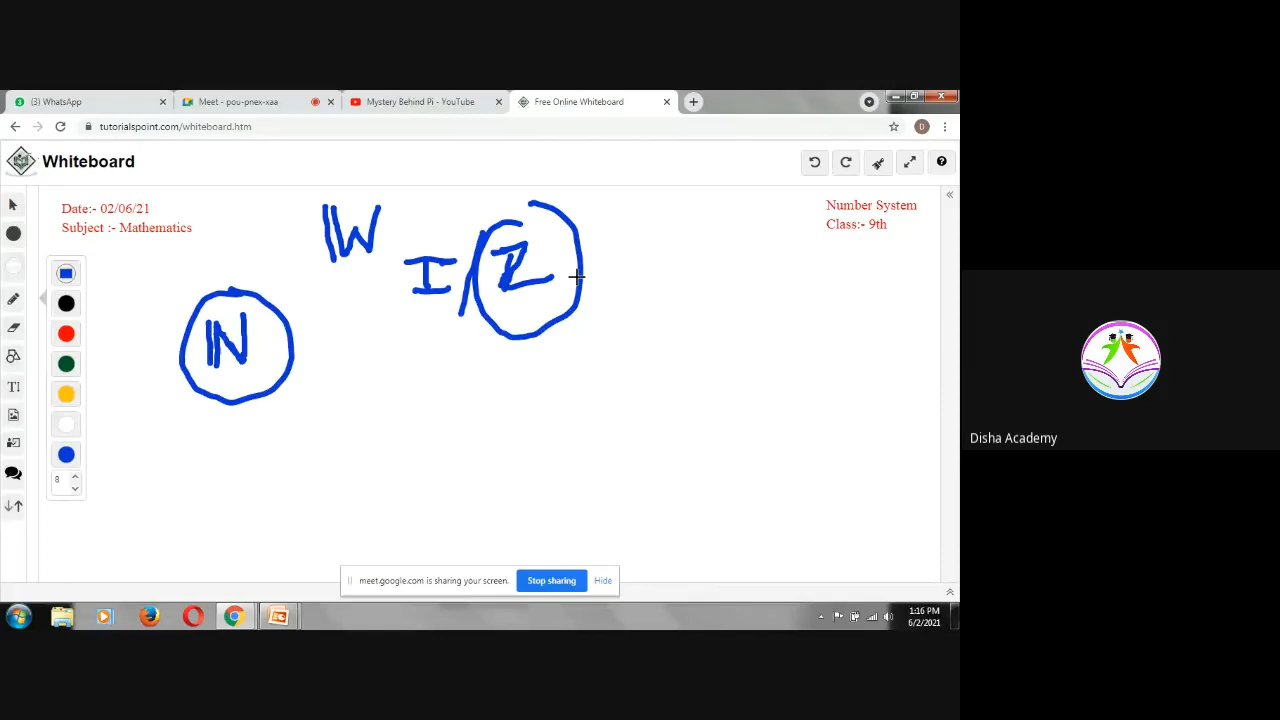 (3) WhatsApp
Meet - pou-pnex-xaa
Mystery Behind Pi - YouTube
Free Online Whiteboard
tutorialspoint.com/whiteboard.htm
D
Whiteboard
Date:- 02/06/21
Subject :- Mathematics
Number System
Class:- 9th
W
I/Z
N
T!
8
Disha Academy
meet.google.com is sharing your screen.
Stop sharing
Hide
1:16 PM
6/2/2021